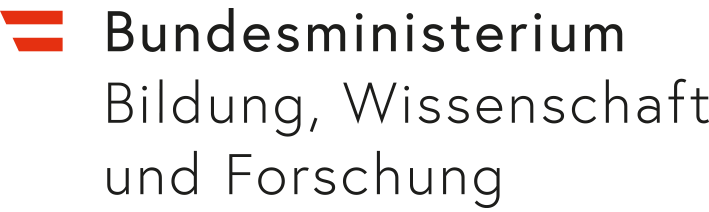 Bundesministerium
Bildung, Wissenschaft
und Forschung